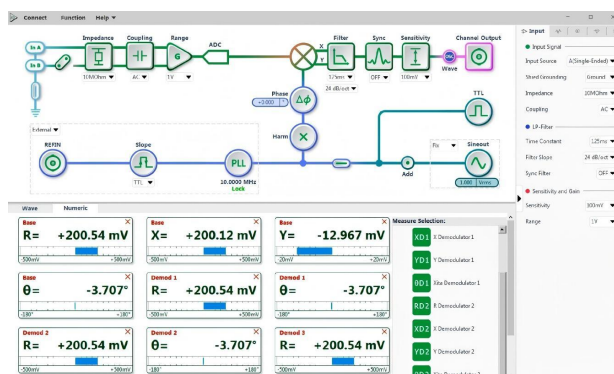 Connect Function Help
Impedance Coupling Range ADC Filter Sync Sensitivity Channel Output
In A
In B
G
X
Y
10MOhm AC 1V 125ms OFF 100mV Wave
24 dB/oct
Phase
+0.000 °
Δϕ
TTL
External
Harm
REFIN Slope Fix Sineout
PLL
TTL 10.0000 MHz Add
Lock 1.000 Vrms
Wave Numeric
Base Base Base
R= +200.54 mV X= +200.12 mV Y= -12.967 mV
-500mV +500mV -500mV +500mV -20mV +20mV
Base Demod 1 Demod 1
θ= -3.707° R= +200.54 mV θ= -3.707°
-180° +180° -500mV +500mV -180° +180°
Demod 2 Demod 2 Demod 3
R= +200.54 mV θ= -3.707° R= +200.54 mV
-500mV +500mV -180° +180° -500mV +500mV
Measure Selection:
XD1 X Demodulator 1
YD1 Y Demodulator 1
θD1 Demodulator 1
RD2 R Demodulator 2
XD2 X Demodulator 2
YD2 Y Demodulator 2
Input
Input Signal
Input Source A(Single-Ended)
Shed Grounding Ground
Impedance 10MOhm
Coupling AC
LP-Filter
Time Constant 125ms
Filter Slope 24 dB/oct
Sync Filter OFF
Sensitivity and Gain
Sensitivity 100mV
Range 1V